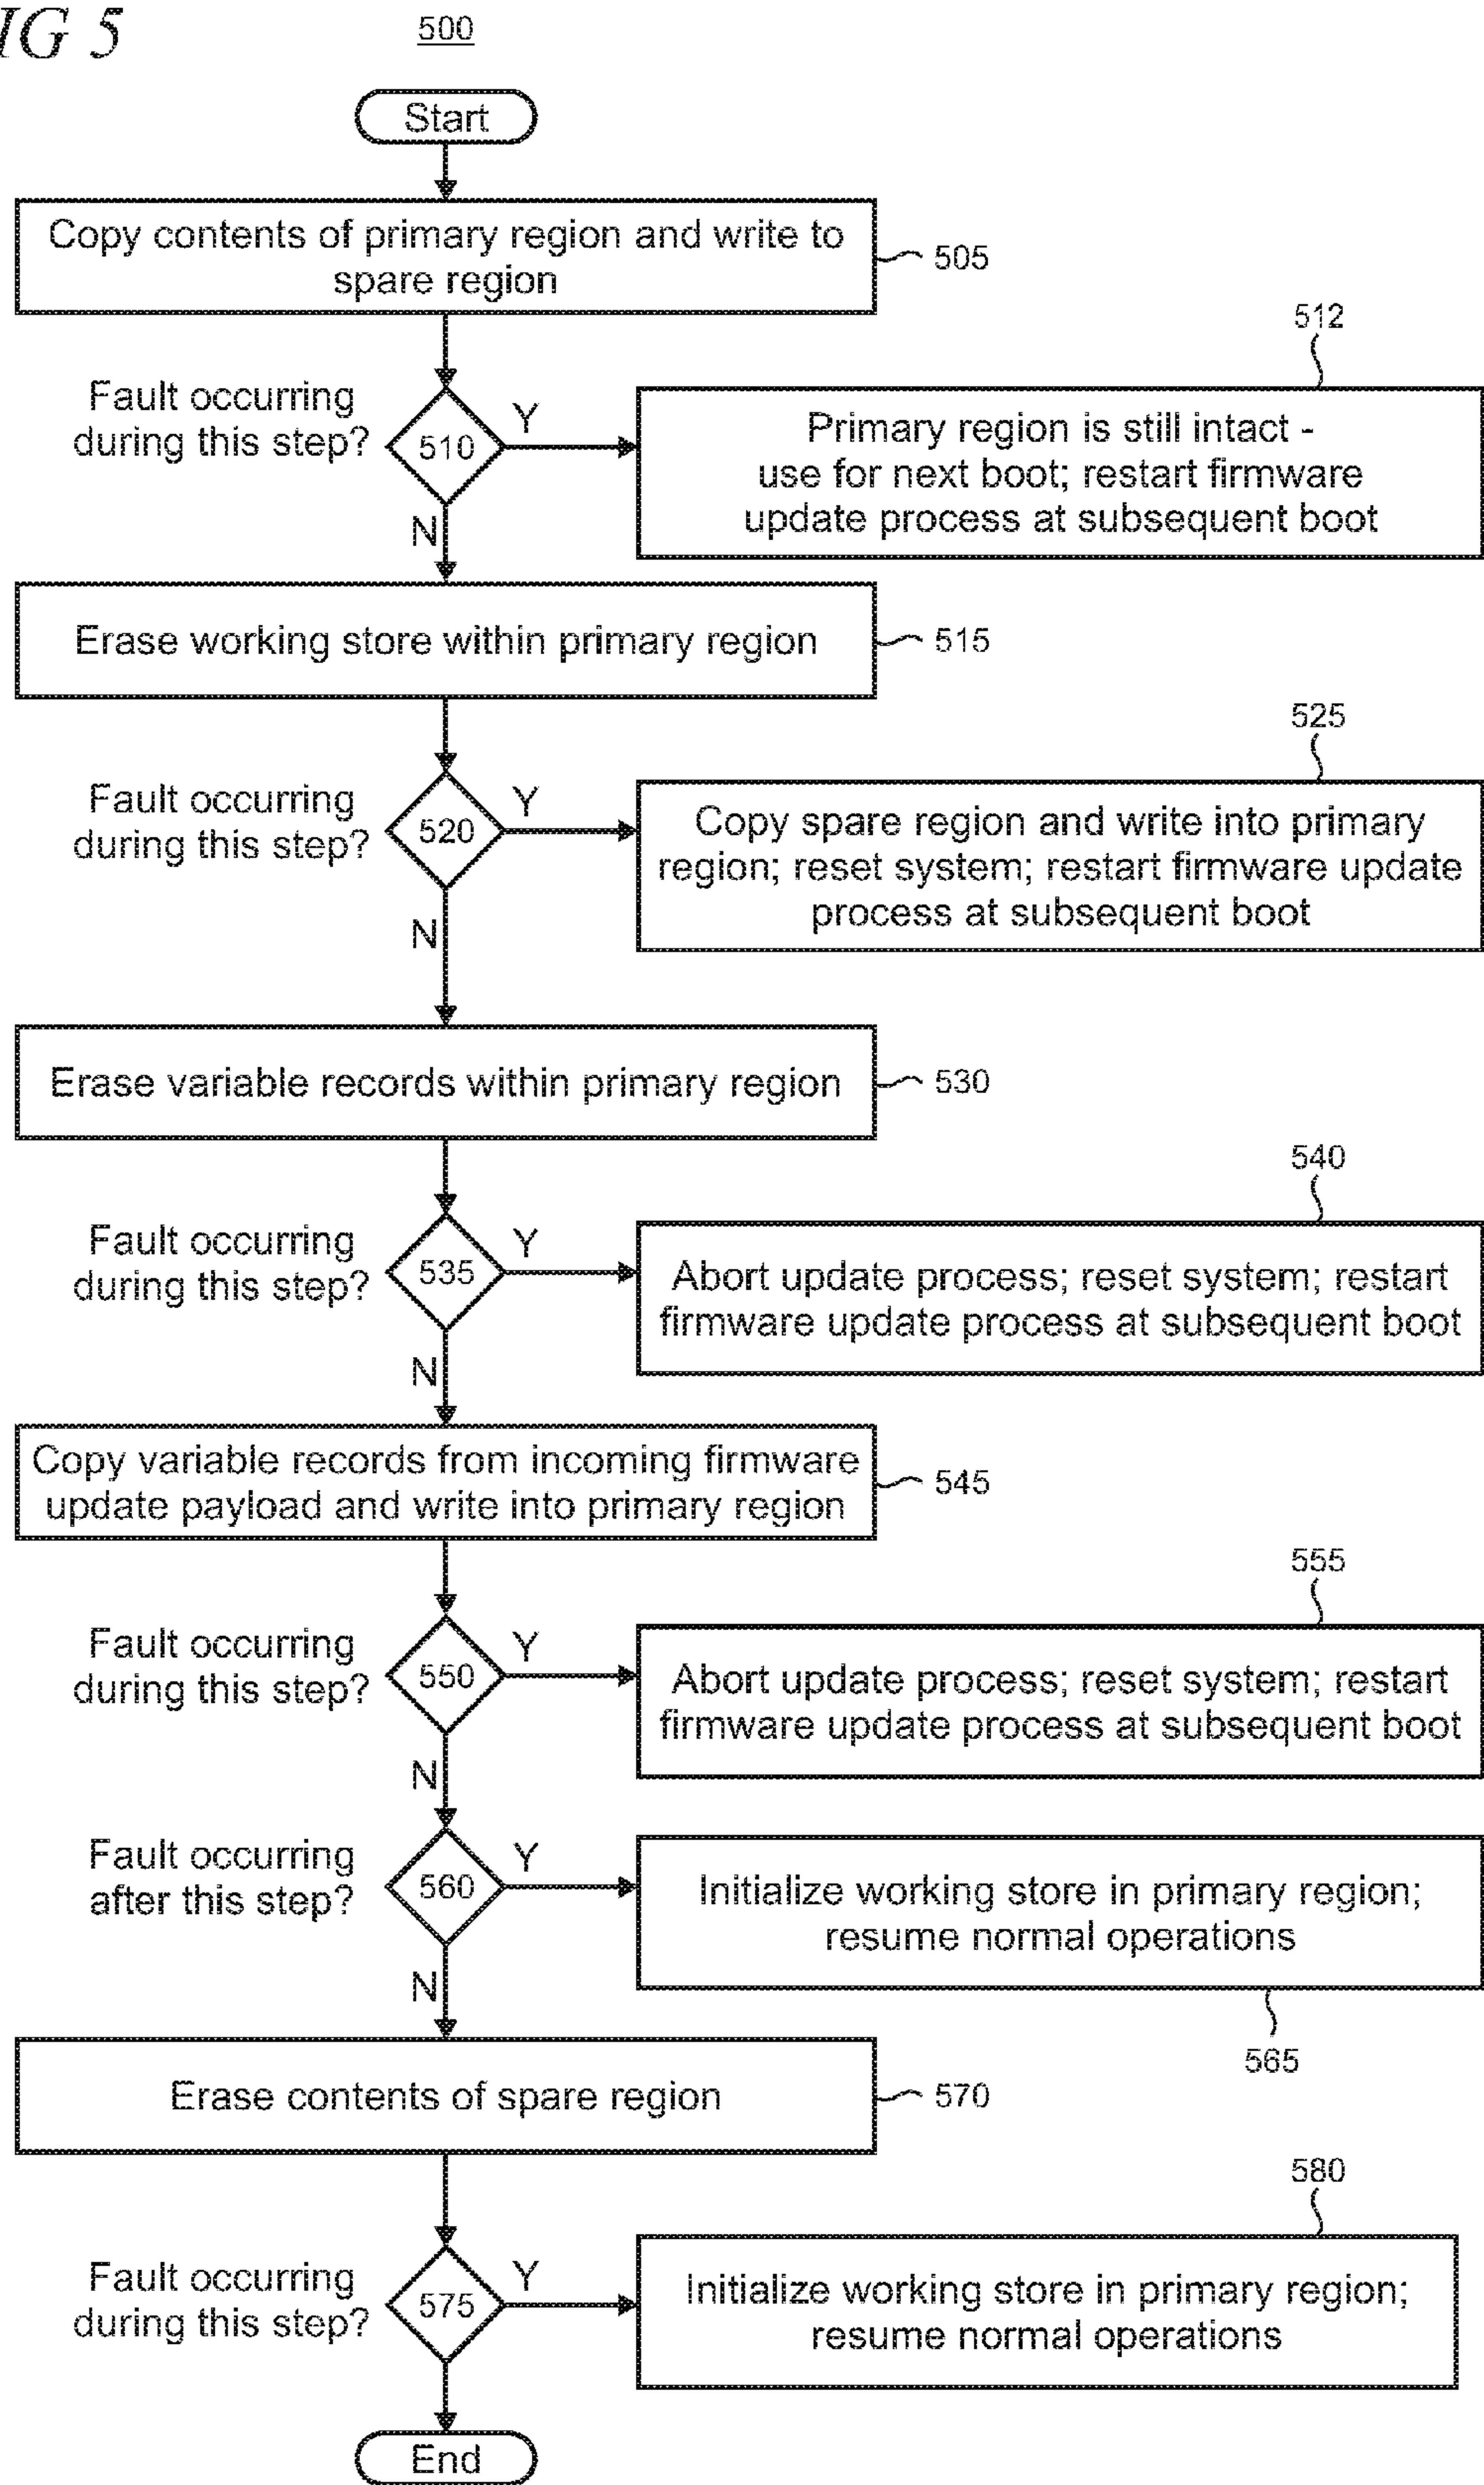 IG 5
500
Start
Copy contents of primary region and write to
spare region
505
512
Fault occurring
during this step?
510
Y
Primary region is still intact -
use for next boot; restart firmware
update process at subsequent boot
N
Erase working store within primary region
515
525
Fault occurring
during this step?
520
Y
Copy spare region and write into primary
region; reset system; restart firmware update
process at subsequent boot
N
Erase variable records within primary region
530
540
Fault occurring
during this step?
535
Y
Abort update process; reset system; restart
firmware update process at subsequent boot
N
Copy variable records from incoming firmware
update payload and write into primary region
545
555
Fault occurring
during this step?
550
Y
Abort update process; reset system; restart
firmware update process at subsequent boot
N
Fault occurring
after this step?
560
Y
Initialize working store in primary region;
resume normal operations
N
565
Erase contents of spare region
570
580
Fault occurring
during this step?
575
Y
Initialize working store in primary region;
resume normal operations
End